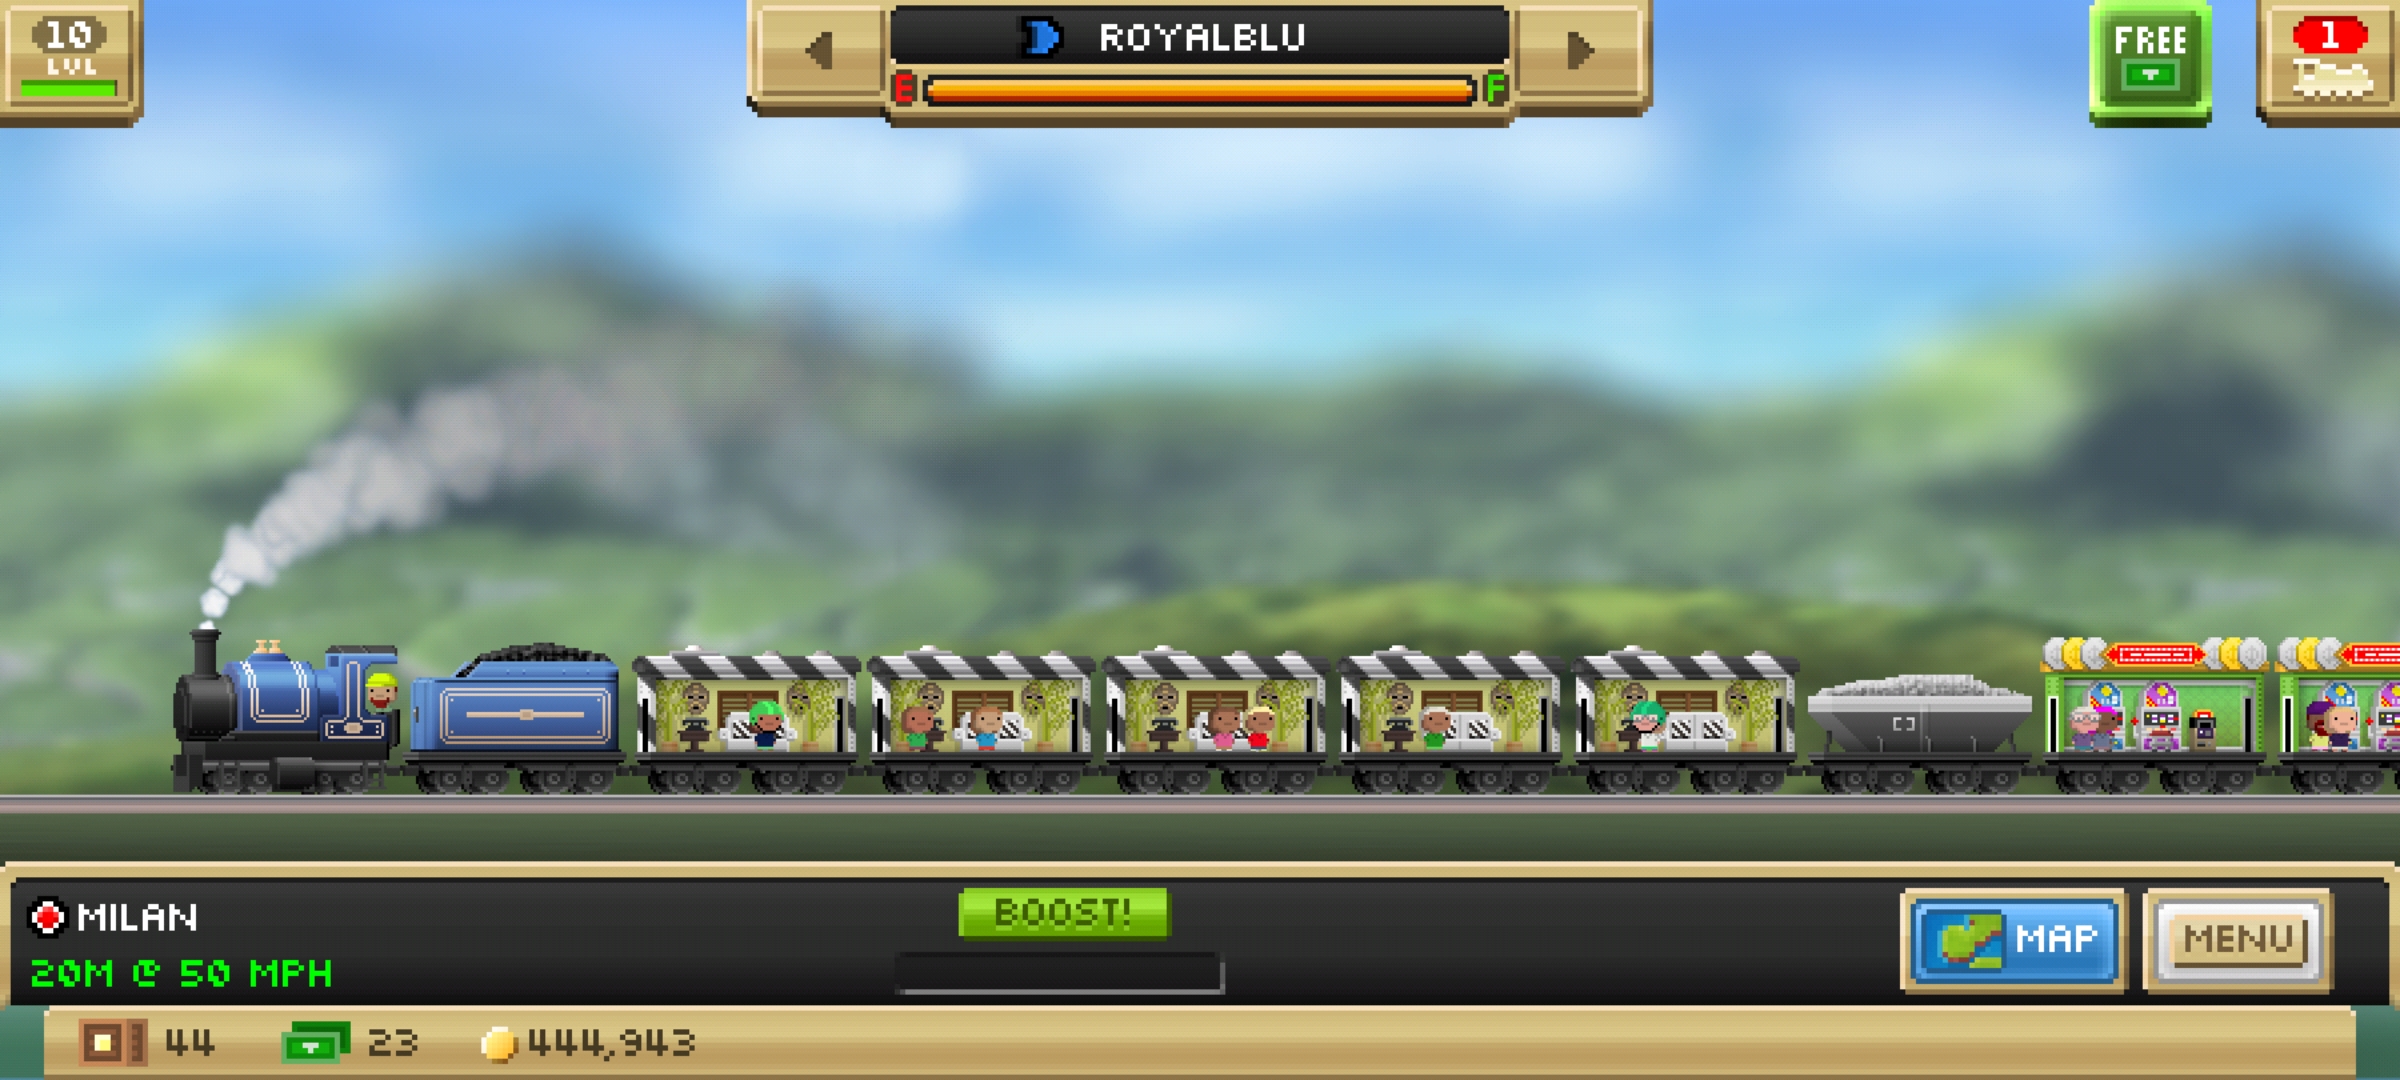 10
LVL
ROYALBLU
E F
FREE
1
MILAN
20M @ 50 MPH
BOOST!
MAP
MENU
44
23
444,943